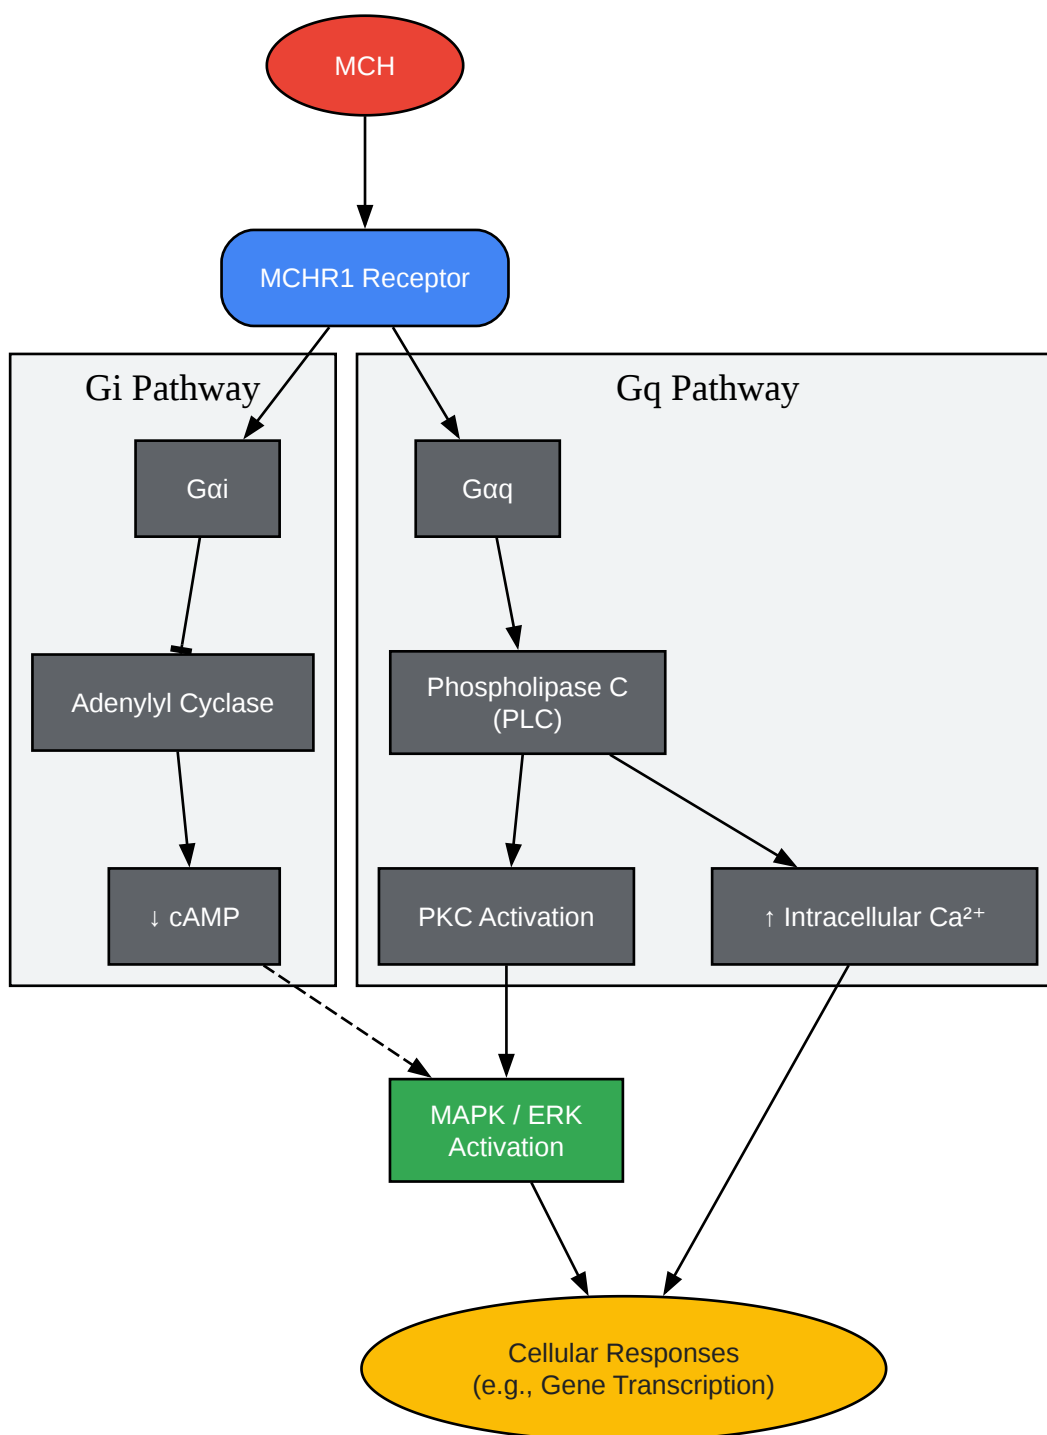 MCH
MCHR1 Receptor
Gi Pathway
Gq Pathway
Gαi
Gαq
Adenylyl Cyclase
Phospholipase C
(PLC)
↓ cAMP
PKC Activation
↑ Intracellular Ca²⁺
MAPK / ERK
Activation
Cellular Responses
(e.g., Gene Transcription)